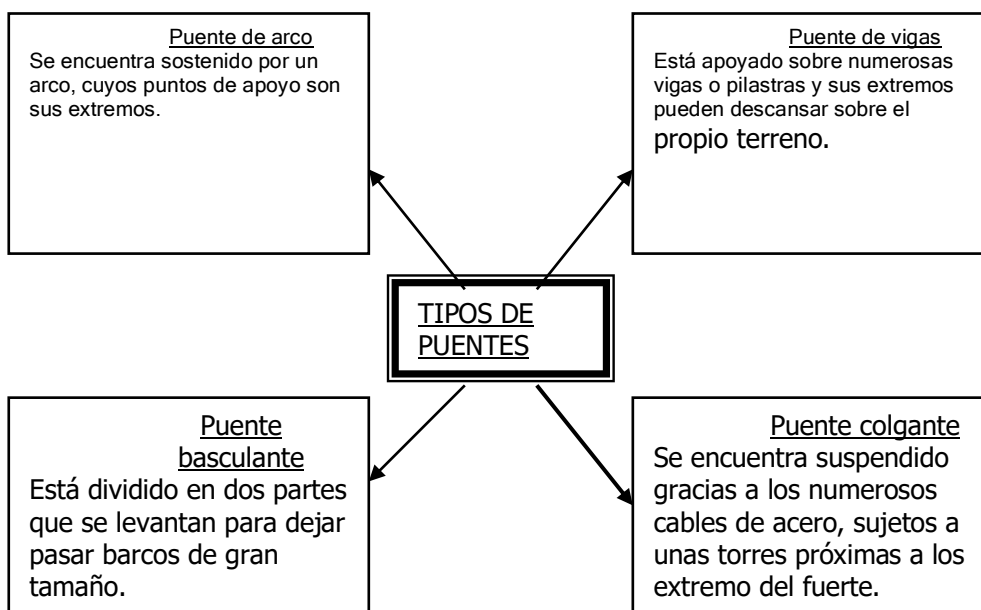 Puente de arco
Se encuentra sostenido por un
arco, cuyos puntos de apoyo son
sus extremos.
Puente de vigas
Está apoyado sobre numerosas
vigas o pilastras y sus extremos
pueden descansar sobre el
propio terreno.
TIPOS DE
PUENTES
Puente
basculante
Está dividido en dos partes
que se levantan para dejar
pasar barcos de gran
tamaño.
Puente colgante
Se encuentra suspendido
gracias a los numerosos
cables de acero, sujetos a
unas torres próximas a los
extremo del fuerte.